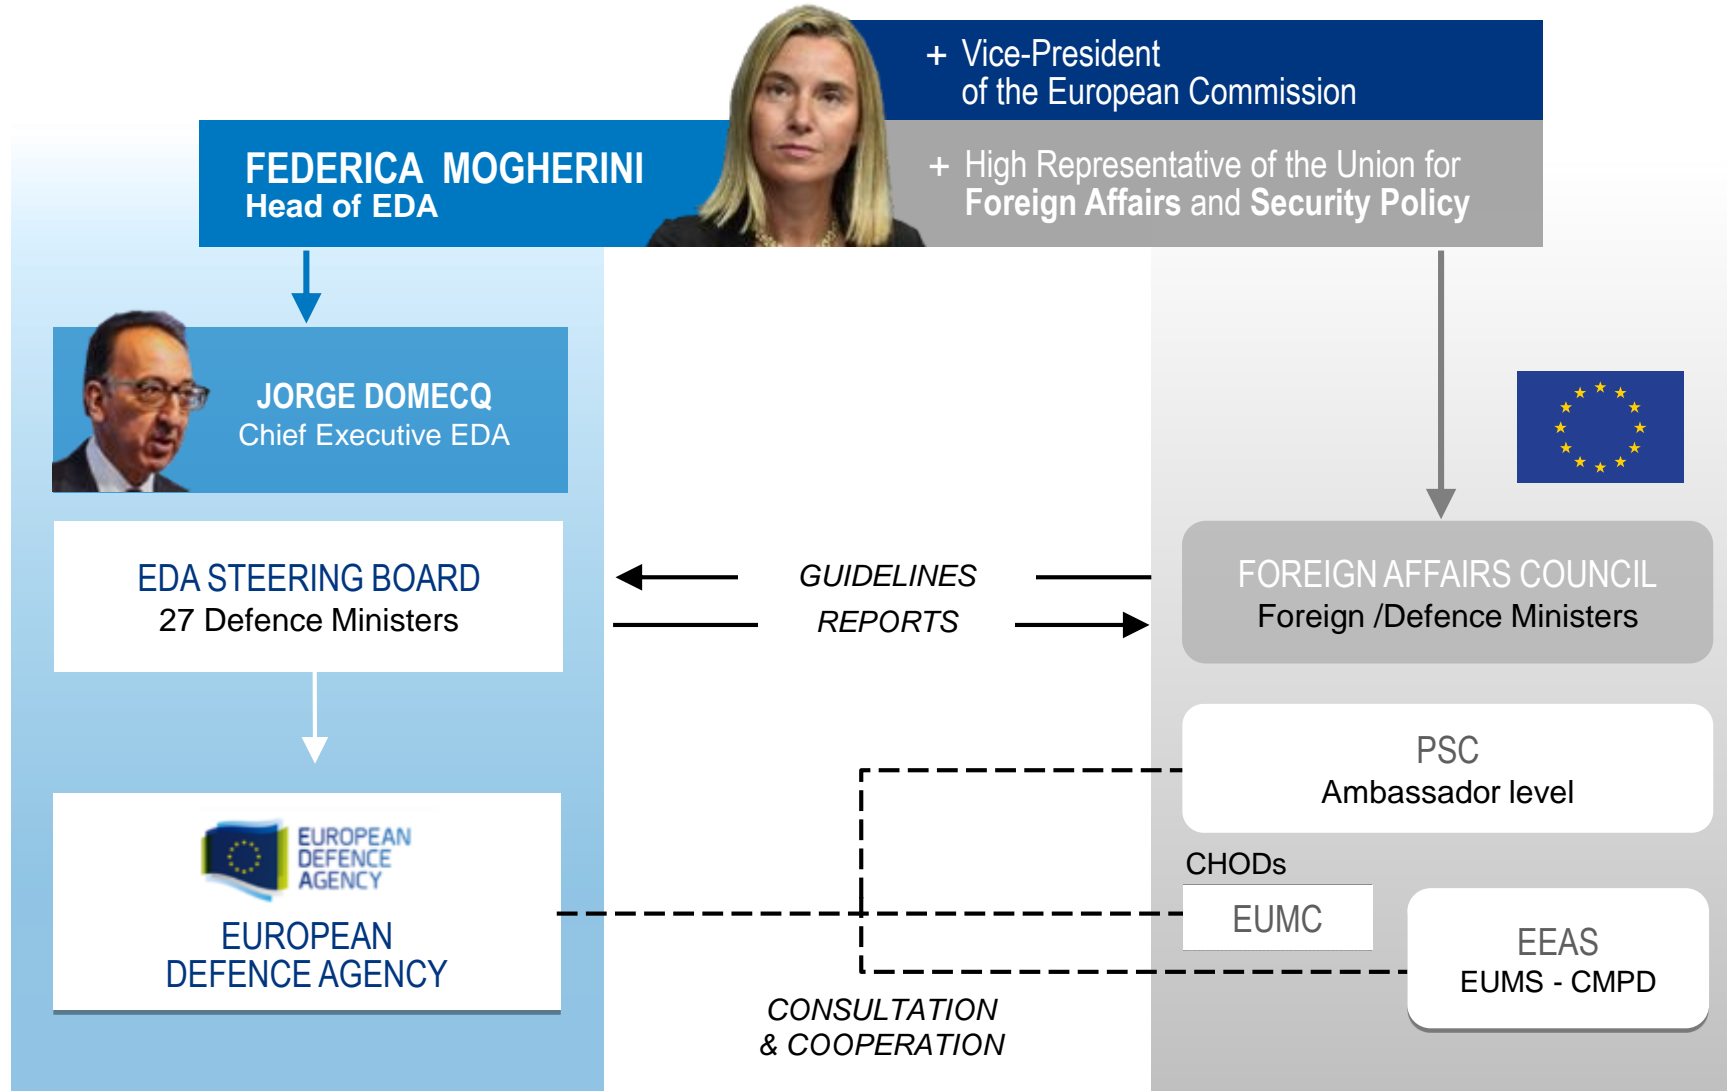 + Vice-President
of the European Commission
FEDERICA MOGHERINI
Head of EDA
+ High Representative of the Union for
Foreign Affairs and Security Policy
JORGE DOMECQ
Chief Executive EDA
EDA STEERING BOARD
27 Defence Ministers
GUIDELINES
REPORTS
FOREIGN AFFAIRS COUNCIL
Foreign /Defence Ministers
PSC
Ambassador level
CHODs
EUMC
EEAS
EUMS - CMPD
EUROPEAN
DEFENCE
AGENCY
EUROPEAN
DEFENCE AGENCY
CONSULTATION
& COOPERATION